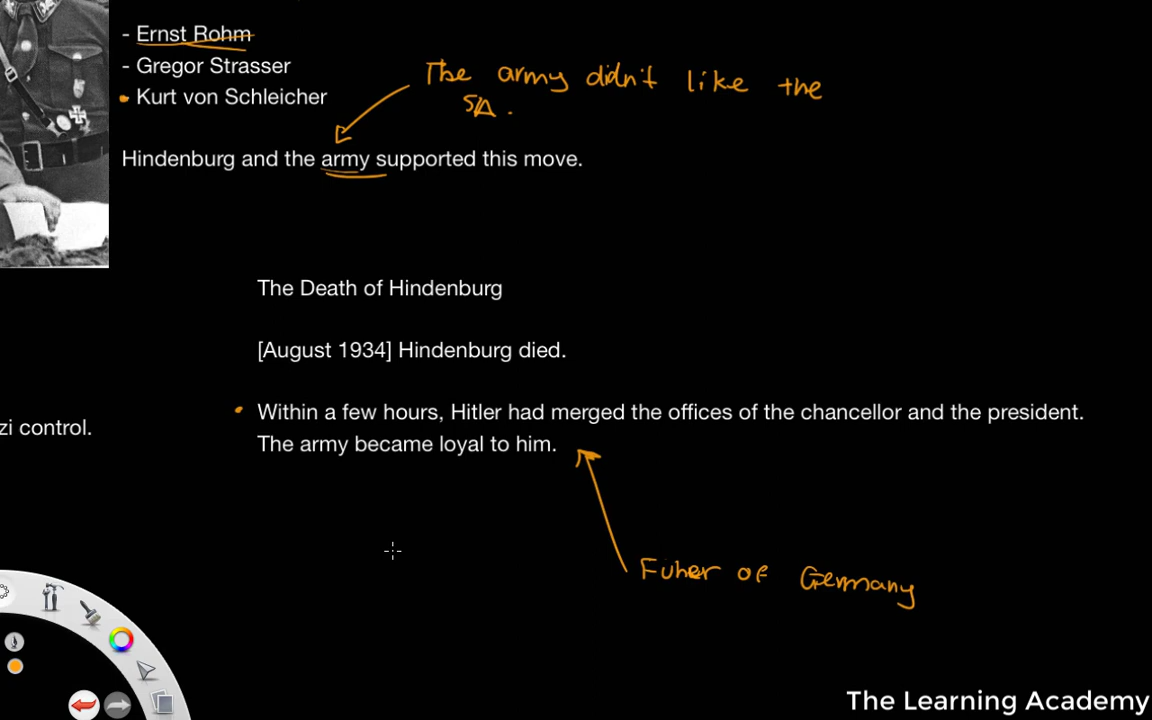 - Ernst Rohm
- Gregor Strasser
Kurt von Schleicher
The army didn't like the
SA.
Hindenburg and the army supported this move.
The Death of Hindenburg
[August 1934] Hindenburg died.
Within a few hours, Hitler had merged the offices of the chancellor and the president.
zi control.
The army became loyal to him.
Fuher of Germany
The Learning Academy